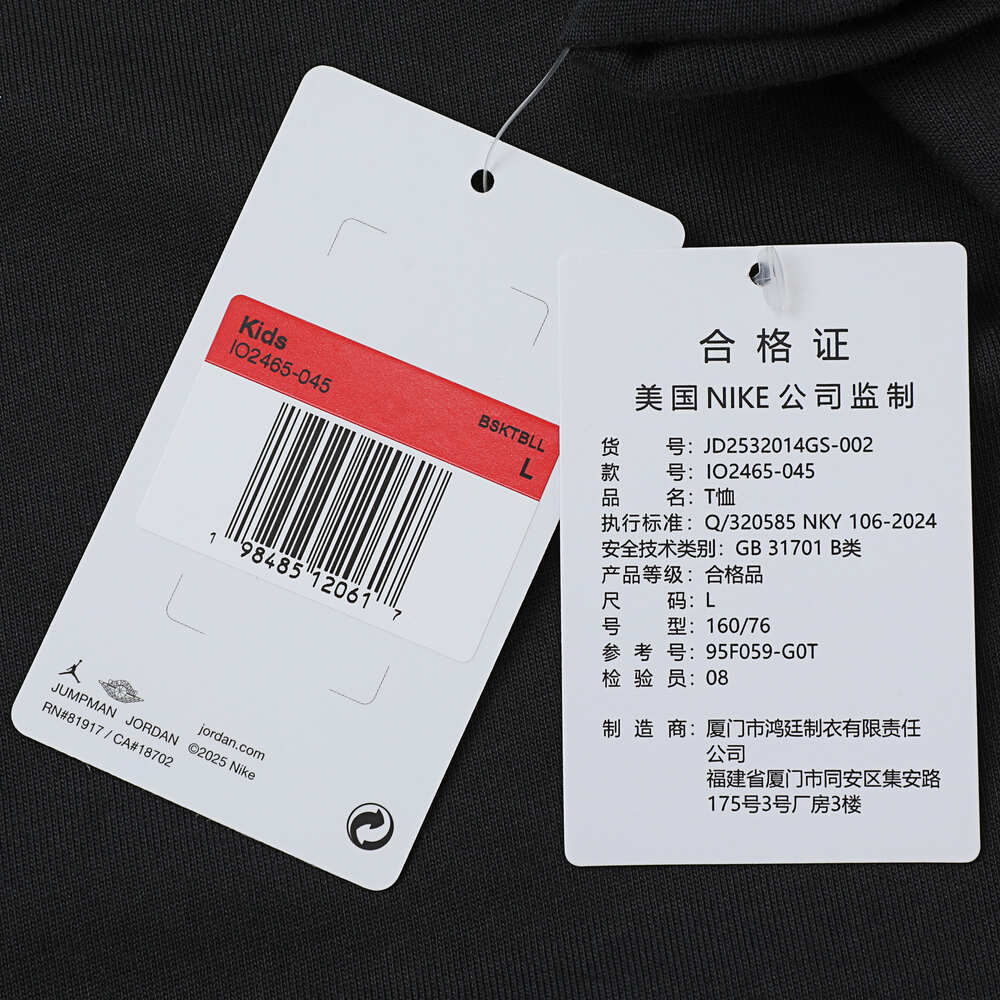 Kids
IO2465-045
BSKTBLL
L
1 98485 12061 7
JUMPMAN JORDAN
RN#81917 / CA#18702
jordan.com
©2025 Nike
合格证
美国NIKE公司监制
货号：JD2532014GS-002
款号：IO2465-045
品名：T恤
执行标准：Q/320585 NKY 106-2024
安全技术类别：GB 31701 B类
产品等级：合格品
尺码：L
号型：160/76
参考号：95F059-G0T
检验员：08
制造商：厦门市鸿廷制衣有限责任
公司
福建省厦门市同安区集安路
175号3号厂房3楼